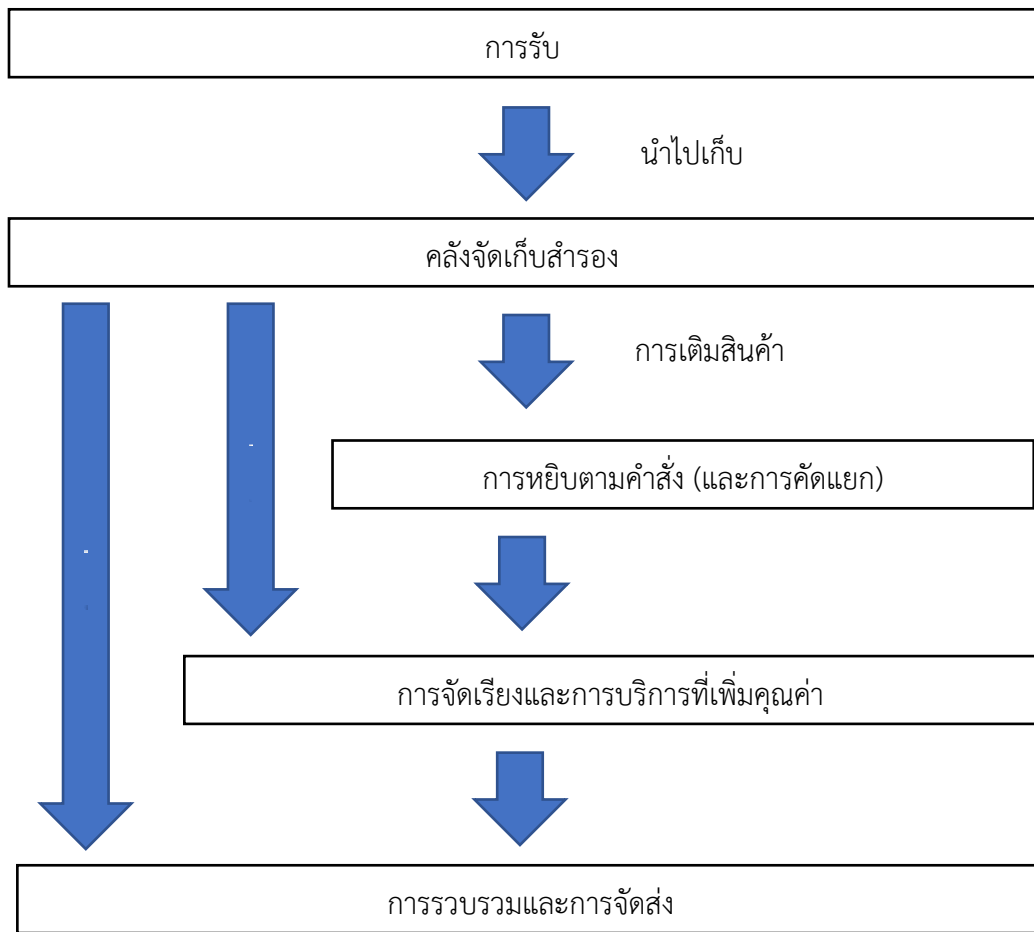 การรับ
นำไปเก็บ
คลังจัดเก็บสำรอง
การเติมสินค้า
การหยิบตามคำสั่ง (และการคัดแยก)
การจัดเรียงและการบริการที่เพิ่มคุณค่า
การรวบรวมและการจัดส่ง